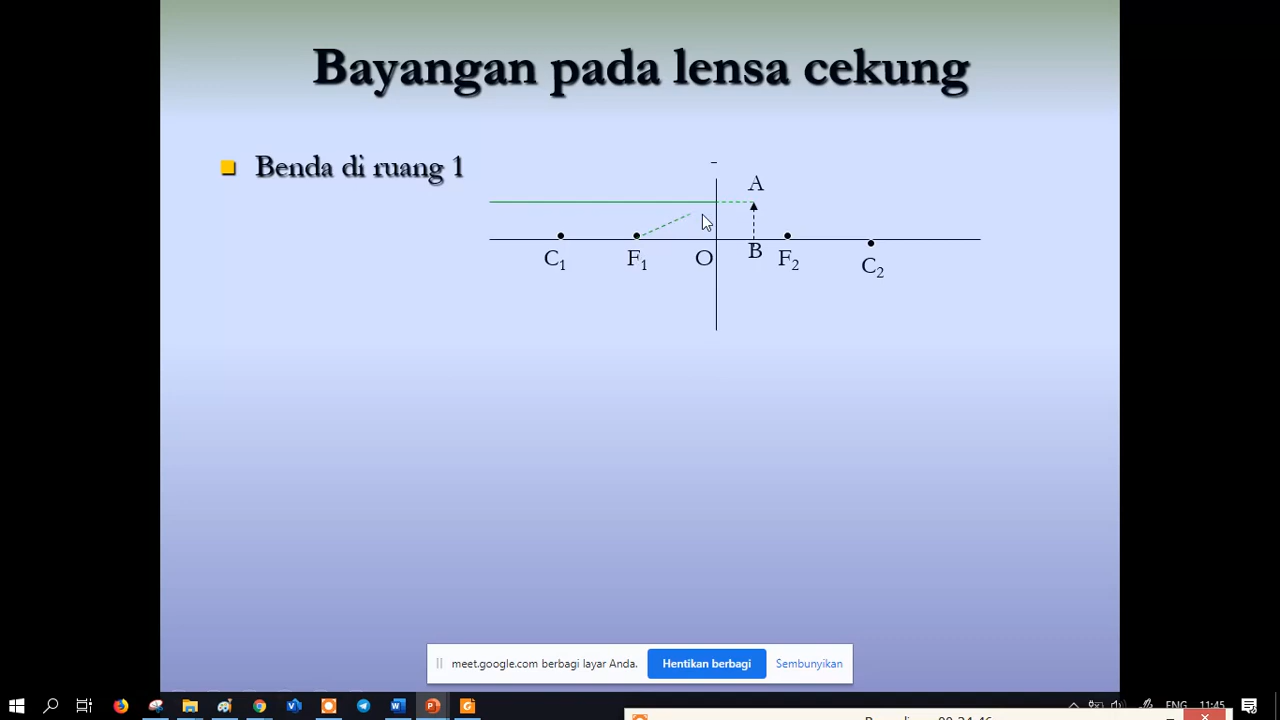 Bayangan pada lensa cekung
Benda di ruang 1
-
A
C1 F1 O B F2 C2
meet.google.com berbagi layar Anda. Hentikan berbagi Sembunyikan
ENG 11:45